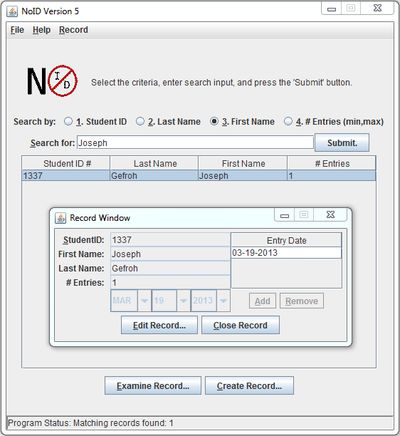 NoID Version 5
File Help Record
N I D
Select the criteria, enter search input, and press the 'Submit' button.
Search by: 1. Student ID 2. Last Name 3. First Name 4. # Entries (min,max)
Search for: Joseph Submit.
Student ID # Last Name First Name # Entries
1337 Gefroh Joseph 1
Record Window
StudentID: 1337 Entry Date
First Name: Joseph 03-19-2013
Last Name: Gefroh
# Entries: 1
MAR 19 2013 Add Remove
Edit Record... Close Record
Examine Record... Create Record...
Program Status: Matching records found: 1